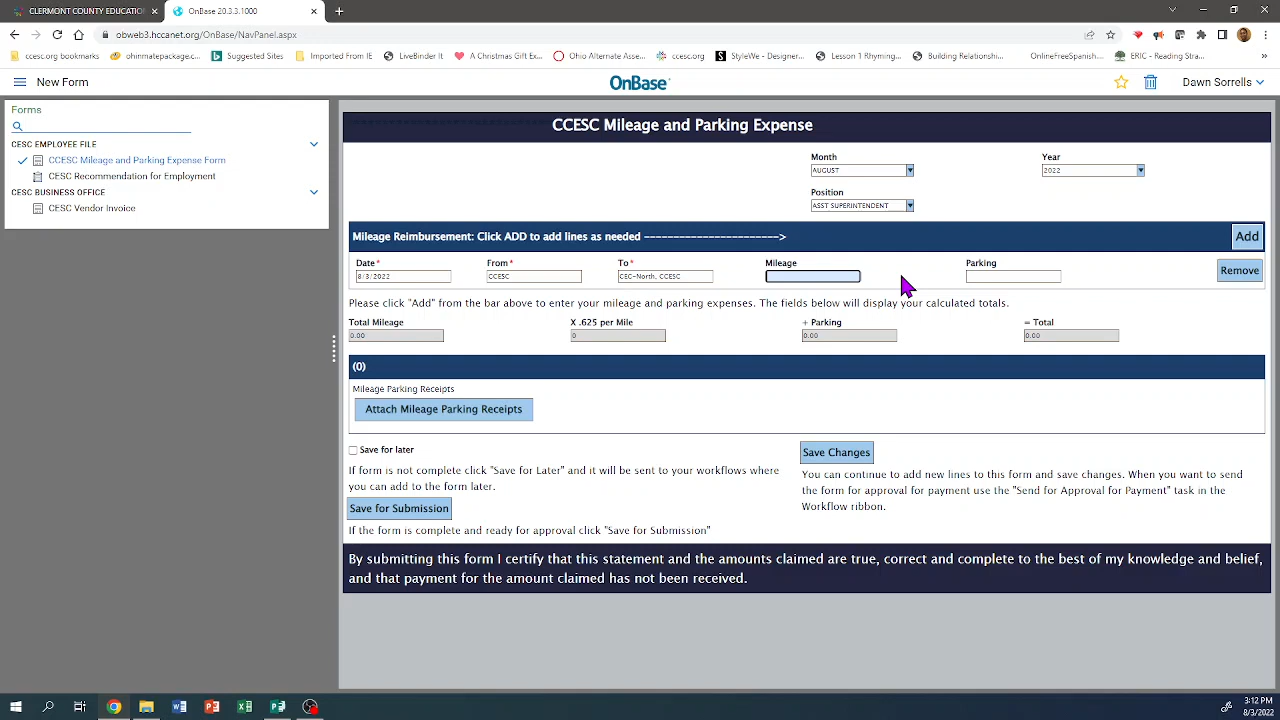 CLERMONT COUNTY EDUCATION
OnBase 20.3.3.1000
obweb3.hccanet.org/OnBase/NavPanel.aspx
ccesc.org bookmarks
ohinmatepackage.c...
Suggested Sites
Imported From IE
LiveBinder It
A Christmas Gift Ex...
Ohio Alternate Asse...
ccesc.org
StyleWe - Designer...
Lesson 1 Rhyming...
Building Relationshi...
OnlineFreeSpanish...
ERIC - Reading Stra...
New Form
OnBase
Dawn Sorrells
Forms
CESC EMPLOYEE FILE
CCESC Mileage and Parking Expense Form
CESC Recommendation for Employment
CESC BUSINESS OFFICE
CESC Vendor Invoice
CCESC Mileage and Parking Expense
Month
Year
AUGUST
2022
Position
ASST SUPERINTENDENT
Mileage Reimbursement: Click ADD to add lines as needed ----------------------->
Add
Date*
From*
To*
Mileage
Parking
8/3/2022
CCESC
CEC-North, CCESC
Remove
Please click "Add" from the bar above to enter your mileage and parking expenses. The fields below will display your calculated totals.
Total Mileage
X .625 per Mile
+ Parking
= Total
0.00
0
0.00
0.00
(0)
Mileage Parking Receipts
Attach Mileage Parking Receipts
Save for later
If form is not complete click "Save for Later" and it will be sent to your workflows where
you can add to the form later.
Save for Submission
If the form is complete and ready for approval click "Save for Submission"
Save Changes
You can continue to add new lines to this form and save changes. When you want to send
the form for approval for payment use the "Send for Approval for Payment" task in the
Workflow ribbon.
By submitting this form I certify that this statement and the amounts claimed are true, correct and complete to the best of my knowledge and belief,
and that payment for the amount claimed has not been received.
3:12 PM
8/3/2022